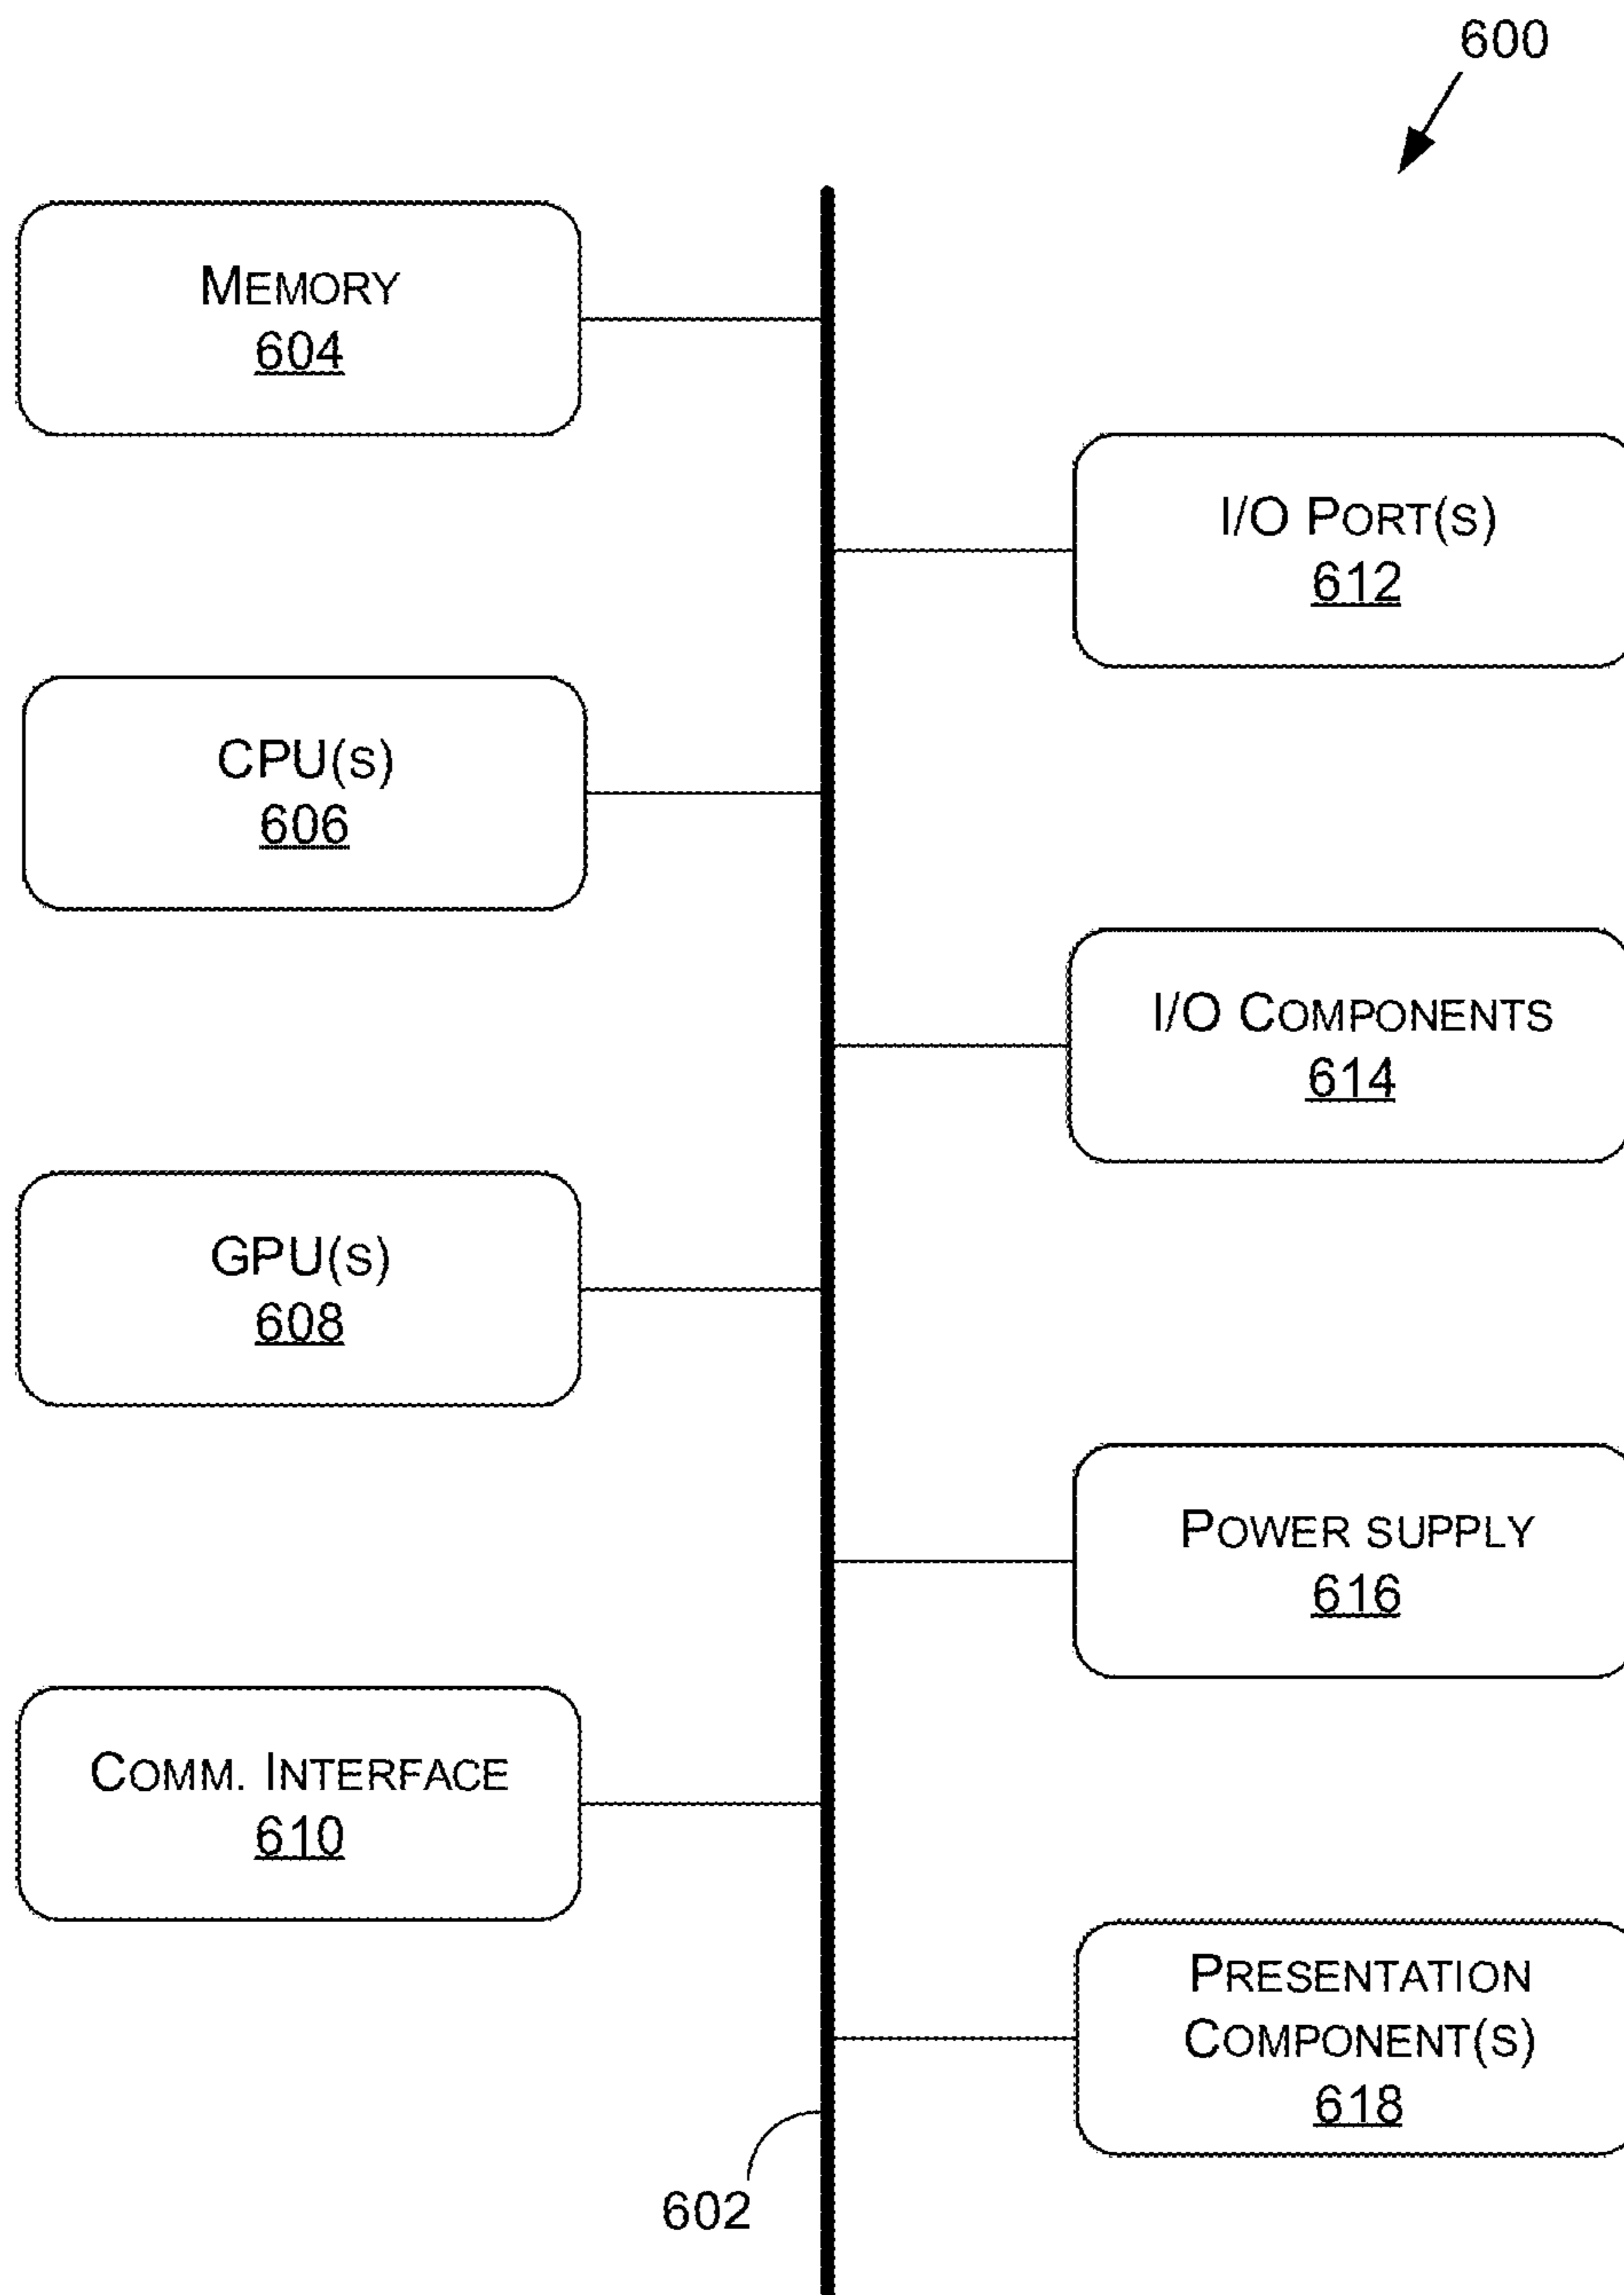 600
MEMORY
604
I/O PORT(S)
612
CPU(S)
606
I/O COMPONENTS
614
GPU(S)
608
POWER SUPPLY
616
COMM. INTERFACE
610
PRESENTATION
COMPONENT(S)
618
602